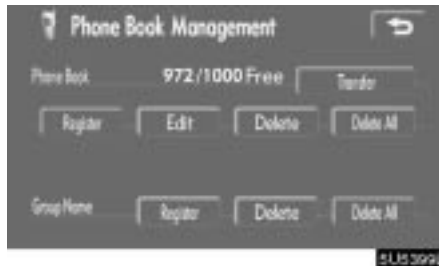 Phone Book Management
Phone Book 972/1000 Free Transfer
Register Edit Delete Delete All
Group Name Register Delete Delete All
5US399